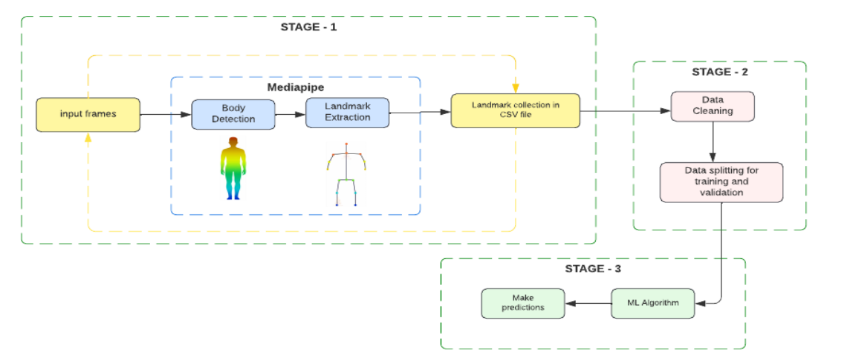 STAGE - 1
Mediapipe
input frames
Body
Detection
Landmark
Extraction
Landmark collection in
CSV file
STAGE - 2
Data
Cleaning
Data splitting for
training and
validation
STAGE - 3
Make
predictions
ML Algorithm